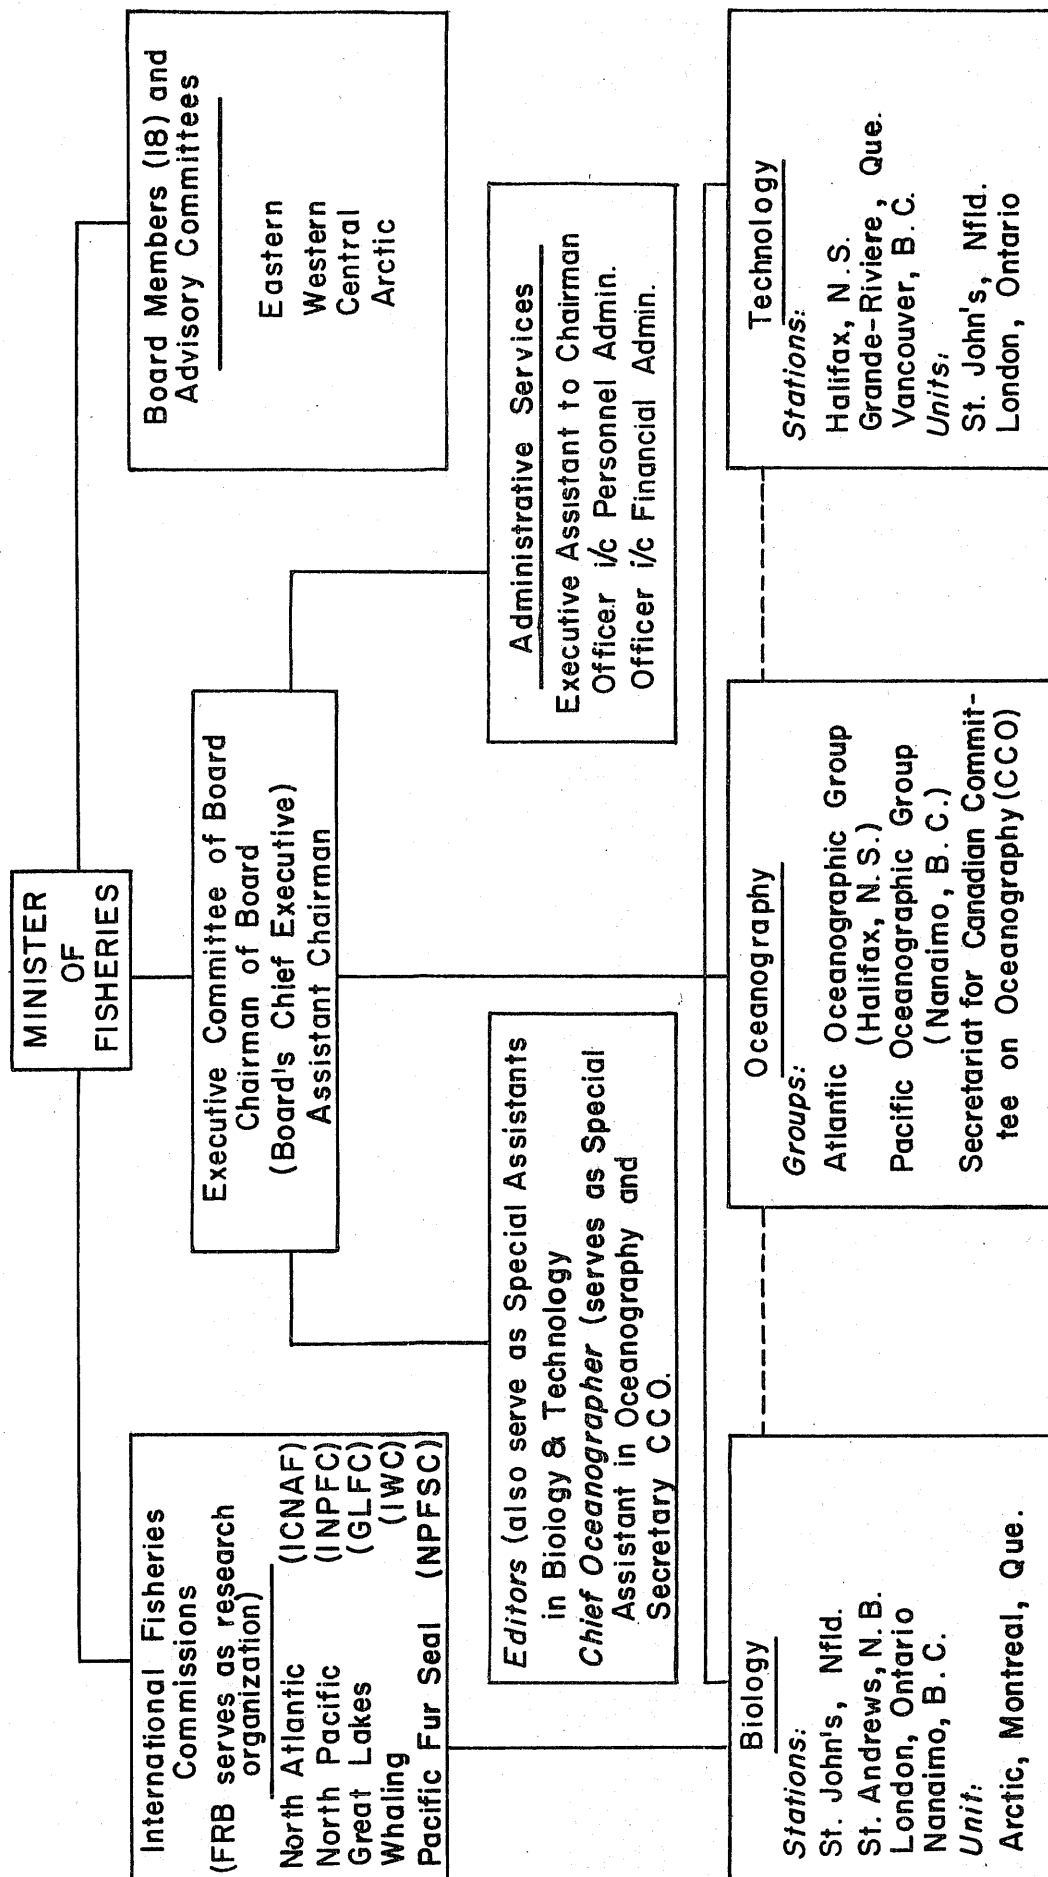 MINISTER
OF
FISHERIES
International Fisheries
Commissions
(FRB serves as research
organization)
North Atlantic (ICNAF)
North Pacific (INPFC)
Great Lakes (GLFC)
Whaling (IWC)
Pacific Fur Seal (NPFSC)
Executive Committee of Board
Chairman of Board
(Board's Chief Executive)
Assistant Chairman
Board Members (18) and
Advisory Committees
Eastern
Western
Central
Arctic
Editors (also serve as Special Assistants
in Biology & Technology
Chief Oceanographer (serves as Special
Assistant in Oceanography and
Secretary CCO.
Administrative Services
Executive Assistant to Chairman
Officer i/c Personnel Admin.
Officer i/c Financial Admin.
Biology
Stations:
St. John's, Nfld.
St. Andrews, N.B.
London, Ontario
Nanaimo, B.C.
Unit:
Arctic, Montreal, Que.
Oceanography
Groups:
Atlantic Oceanographic Group
(Halifax, N.S.)
Pacific Oceanographic Group
(Nanaimo, B.C.)
Secretariat for Canadian Commit-
tee on Oceanography (CCO)
Technology
Stations:
Halifax, N.S.
Grande-Riviere, Que.
Vancouver, B.C.
Units:
St. John's, Nfld.
London, Ontario